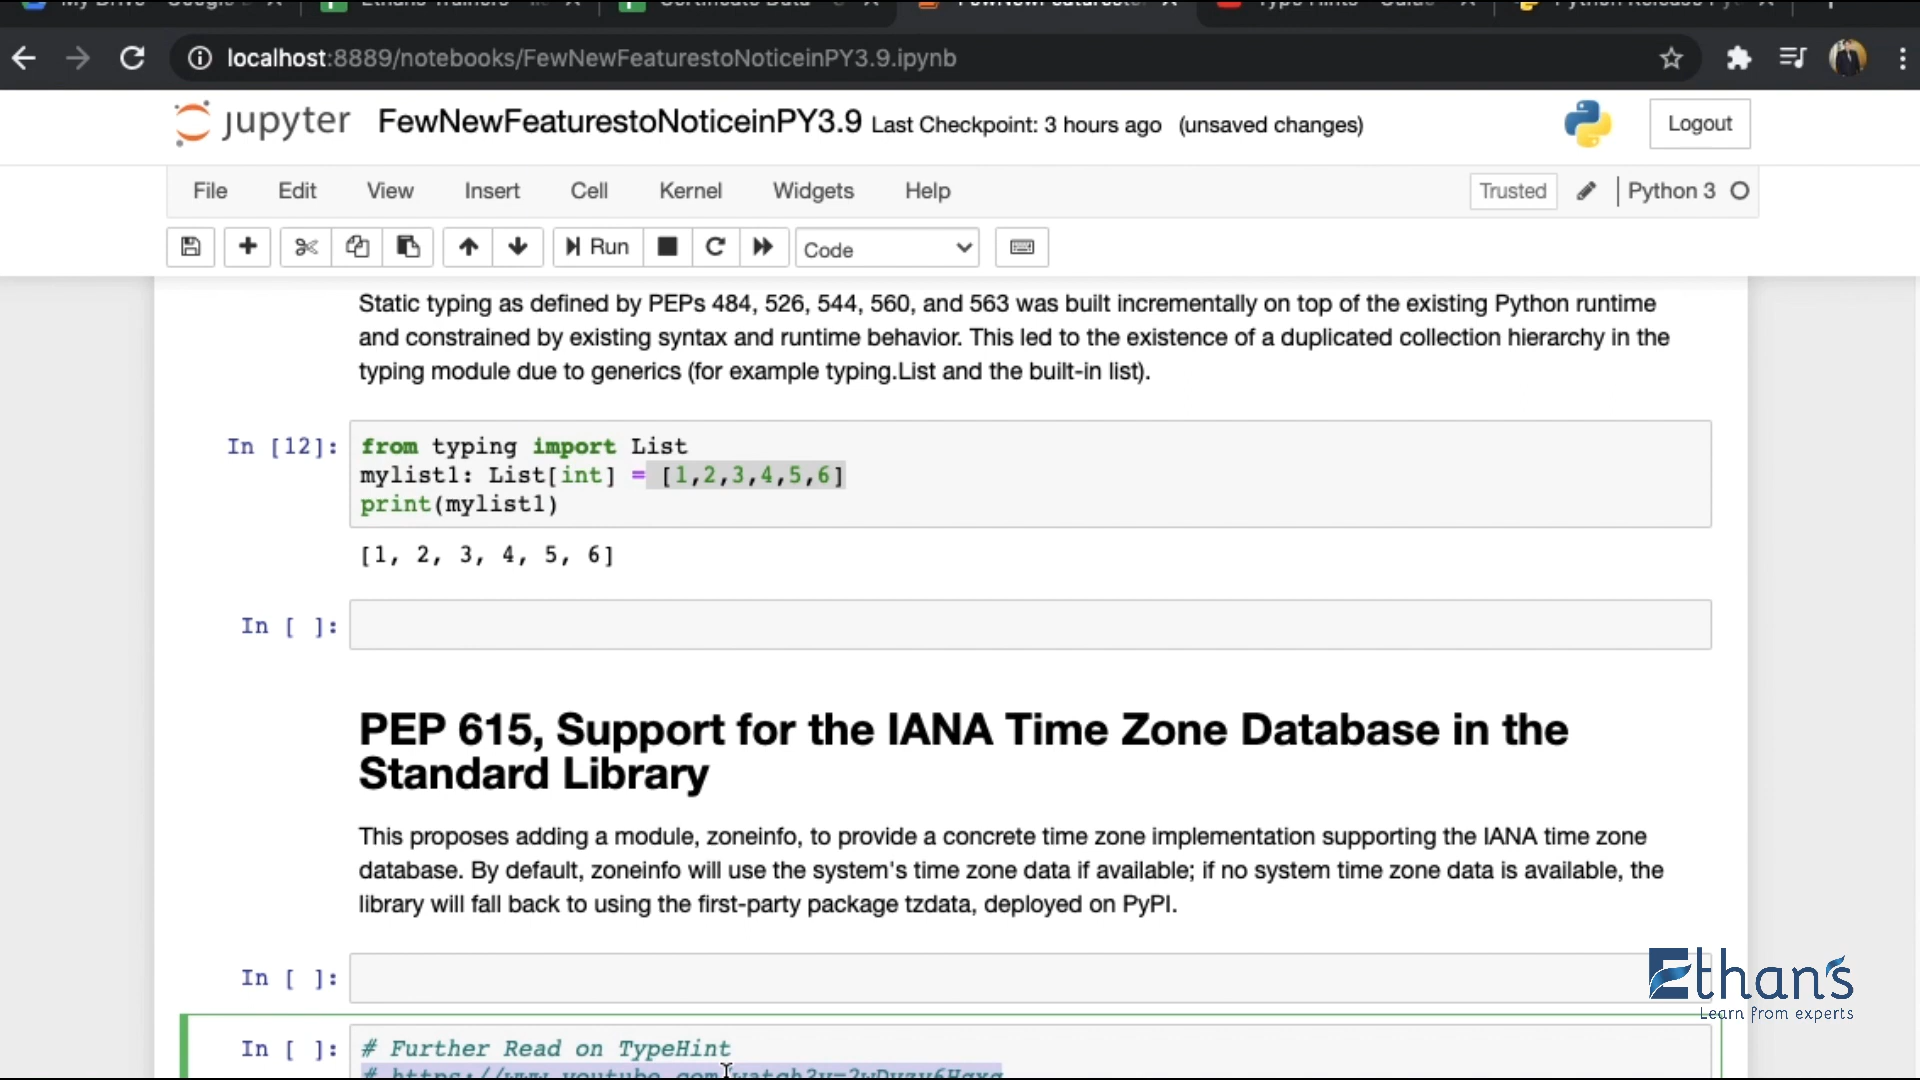 localhost:8889/notebooks/FewNewFeaturestoNoticeinPY3.9.ipynb
jupyter FewNewFeaturestoNoticeinPY3.9 Last Checkpoint: 3 hours ago (unsaved changes) Logout
File Edit View Insert Cell Kernel Widgets Help Trusted Python 3
Run Code
Static typing as defined by PEPs 484, 526, 544, 560, and 563 was built incrementally on top of the existing Python runtime
and constrained by existing syntax and runtime behavior. This led to the existence of a duplicated collection hierarchy in the
typing module due to generics (for example typing.List and the built-in list).
In [12]: from typing import List
mylist1: List[int] = [1,2,3,4,5,6]
print(mylist1)
[1, 2, 3, 4, 5, 6]
In [ ]:
PEP 615, Support for the IANA Time Zone Database in the
Standard Library
This proposes adding a module, zoneinfo, to provide a concrete time zone implementation supporting the IANA time zone
database. By default, zoneinfo will use the system's time zone data if available; if no system time zone data is available, the
library will fall back to using the first-party package tzdata, deployed on PyPI.
In [ ]:
Ethan's
Learn from experts
In [ ]: # Further Read on TypeHint